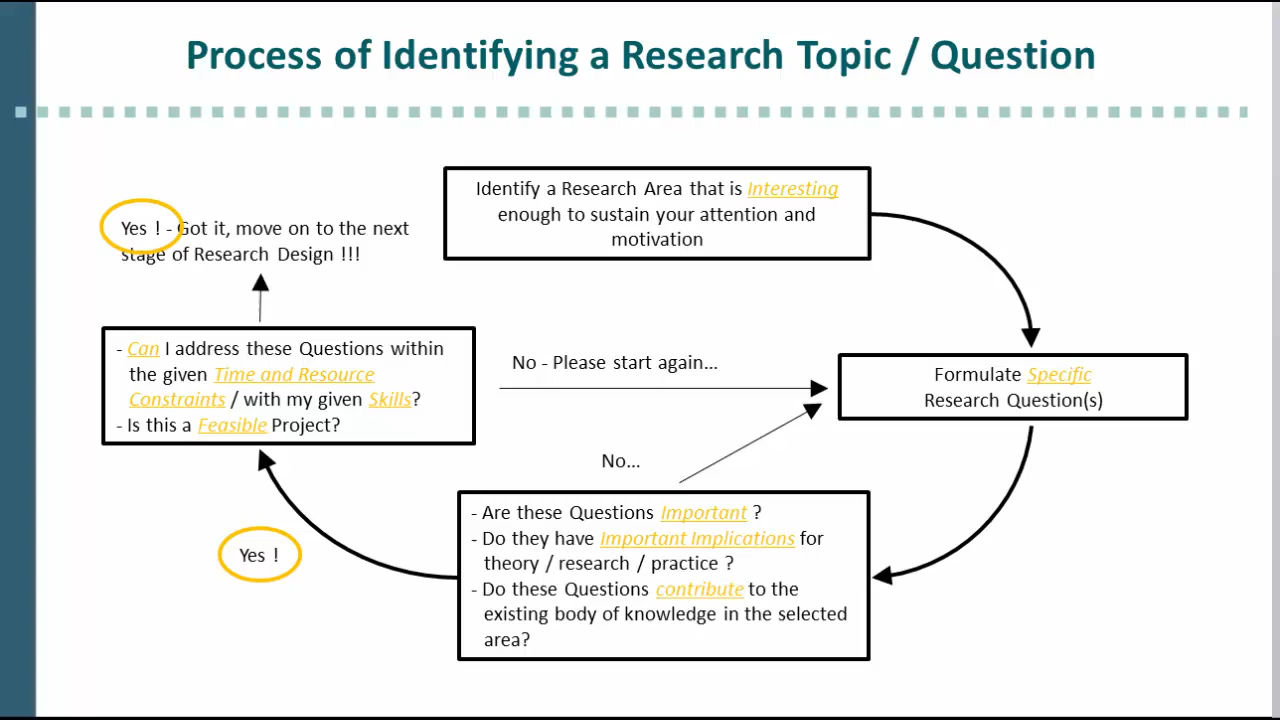 Process of Identifying a Research Topic / Question
Identify a Research Area that is Interesting
enough to sustain your attention and
motivation
Yes ! - Got it, move on to the next
stage of Research Design !!!
- Can I address these Questions within
the given Time and Resource
Constraints / with my given Skills?
- Is this a Feasible Project?
No - Please start again...
Formulate Specific
Research Question(s)
No...
- Are these Questions Important ?
- Do they have Important Implications for
theory / research / practice ?
- Do these Questions contribute to the
existing body of knowledge in the selected
area?
Yes !